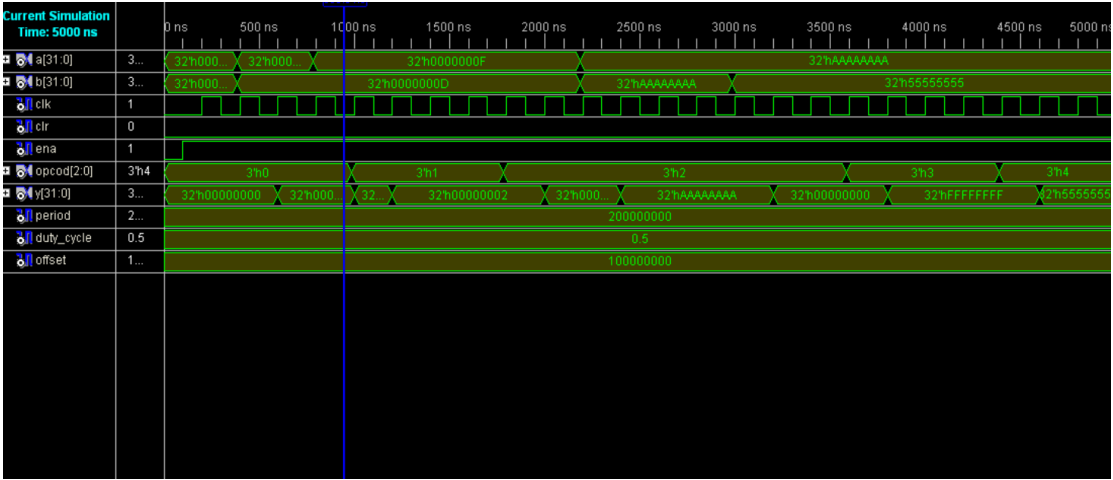 Current Simulation
Time: 5000 ns
0 ns 500 ns 1000 ns 1500 ns 2000 ns 2500 ns 3000 ns 3500 ns 4000 ns 4500 ns 5000 ns
a[31:0] 3... 32'h000... 32'h000... 32'h0000000F 32'hAAAAAAAA
b[31:0] 3... 32'h000... 32'h0000000D 32'hAAAAAAAA 32'h55555555
clk 1
clr 0
ena 1
opcod[2:0] 3'h4 3'h0 3'h1 3'h2 3'h3 3'h4
y[31:0] 3... 32'h00000000 32'h000... 32... 32'h00000002 32'h000... 32'hAAAAAAAA 32'h00000000 32'hFFFFFFFF 32'h5555555
period 2... 200000000
duty_cycle 0.5 0.5
offset 1... 100000000